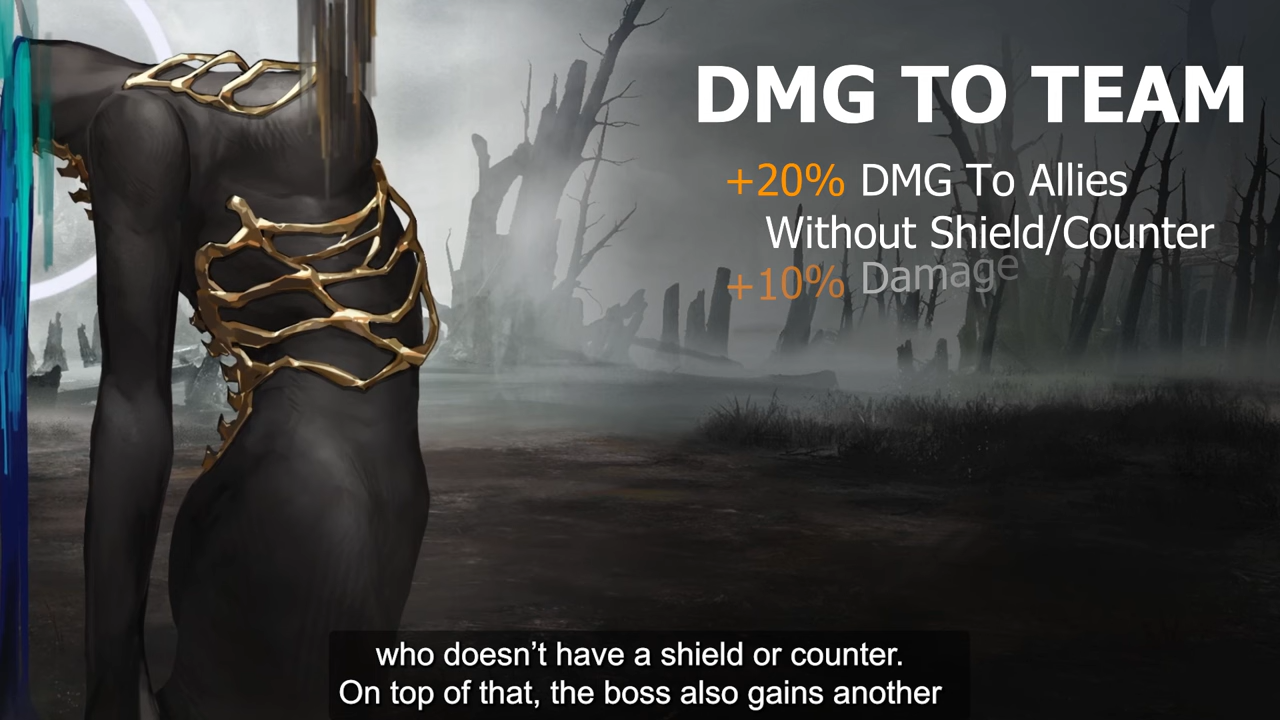 DMG TO TEAM
+20% DMG To Allies
Without Shield/Counter
+10% Damage
who doesn't have a shield or counter.
On top of that, the boss also gains another